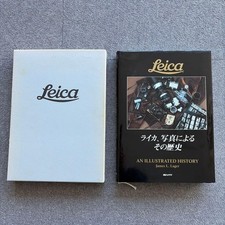 Leica
Leica
ライカ、写真による
その歴史
AN ILLUSTRATED HISTORY
James L. Lager